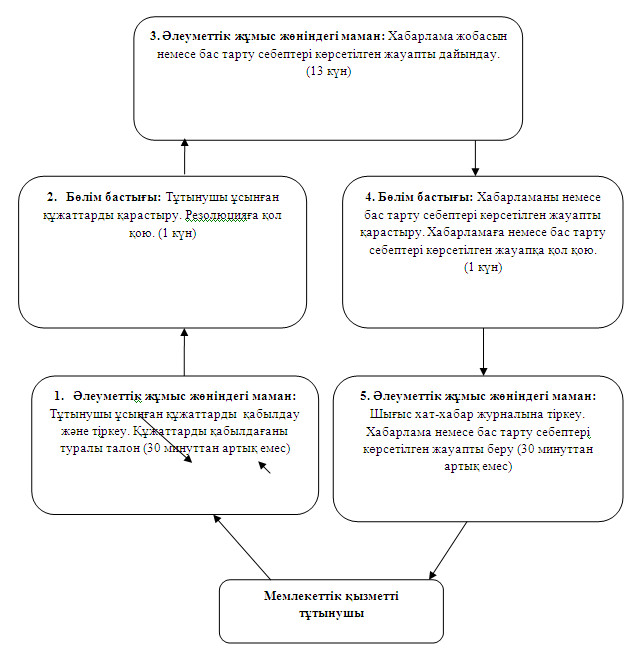 3. Әлеуметтік жұмыс жөніндегі маман: Хабарлама жобасын
немесе бас тарту себептері көрсетілген жауапты дайындау.
(13 күн)
2. Бөлім бастығы: Тұтынушы ұсынған
құжаттарды қарастыру. Резолюцияға қол
қою. (1 күн)
4. Бөлім бастығы: Хабарламаны немесе
бас тарту себептері көрсетілген жауапты
қарастыру. Хабарламаға немесе бас тарту
себептері көрсетілген жауапқа қол қою.
(1 күн)
1. Әлеуметтік жұмыс жөніндегі маман:
Тұтынушы ұсынған құжаттарды қабылдау
және тіркеу. Құжаттарды қабылдағаны
туралы талон (30 минуттан артық емес)
5. Әлеуметтік жұмыс жөніндегі маман:
Шығыс хат-хабар журналына тіркеу.
Хабарлама немесе бас тарту себептері
көрсетілген жауапты беру (30 минуттан
артық емес)
Мемлекеттік қызметті
тұтынушы